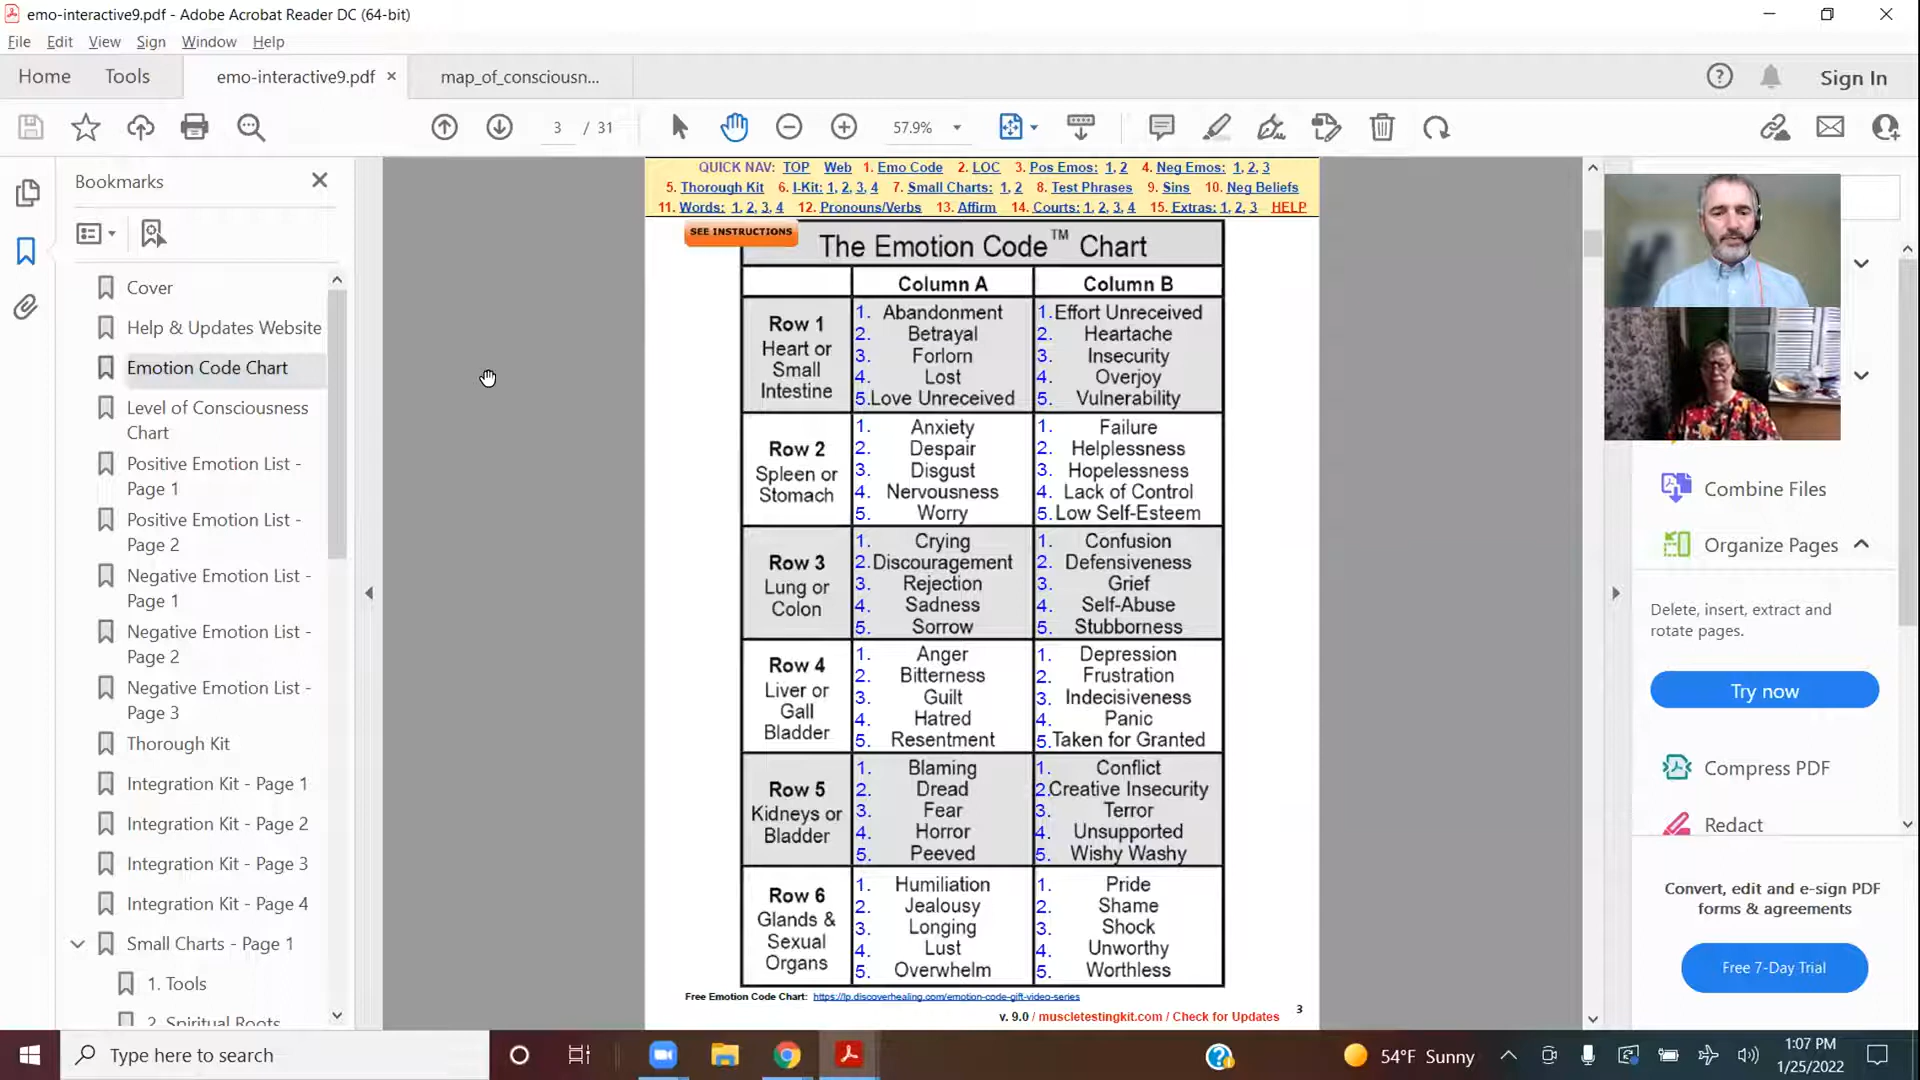 emo-interactive9.pdf - Adobe Acrobat Reader DC (64-bit)
File Edit View Sign Window Help
Home Tools emo-interactive9.pdf × map_of_consciousn... Sign In
3 / 31 57.9%
Bookmarks
Cover
Help & Updates Website
Emotion Code Chart
Level of Consciousness
Chart
Positive Emotion List -
Page 1
Positive Emotion List -
Page 2
Negative Emotion List -
Page 1
Negative Emotion List -
Page 2
Negative Emotion List -
Page 3
Thorough Kit
Integration Kit - Page 1
Integration Kit - Page 2
Integration Kit - Page 3
Integration Kit - Page 4
Small Charts - Page 1
1. Tools
2. Spiritual Roots
QUICK NAV: TOP Web 1. Emo Code 2. LOC 3. Pos Emos: 1, 2 4. Neg Emos: 1, 2, 3
5. Thorough Kit 6. I-Kit: 1, 2, 3, 4 7. Small Charts: 1, 2 8. Test Phrases 9. Sins 10. Neg Beliefs
11. Words: 1, 2, 3, 4 12. Pronouns/Verbs 13. Affirm 14. Courts: 1, 2, 3, 4 15. Extras: 1, 2, 3 HELP
SEE INSTRUCTIONS
The Emotion Code™ Chart
Column A Column B
Row 1
Heart or
Small
Intestine
1. Abandonment
2. Betrayal
3. Forlorn
4. Lost
5. Love Unreceived
1. Effort Unreceived
2. Heartache
3. Insecurity
4. Overjoy
5. Vulnerability
Row 2
Spleen or
Stomach
1. Anxiety
2. Despair
3. Disgust
4. Nervousness
5. Worry
1. Failure
2. Helplessness
3. Hopelessness
4. Lack of Control
5. Low Self-Esteem
Row 3
Lung or
Colon
1. Crying
2. Discouragement
3. Rejection
4. Sadness
5. Sorrow
1. Confusion
2. Defensiveness
3. Grief
4. Self-Abuse
5. Stubborness
Row 4
Liver or
Gall
Bladder
1. Anger
2. Bitterness
3. Guilt
4. Hatred
5. Resentment
1. Depression
2. Frustration
3. Indecisiveness
4. Panic
5. Taken for Granted
Row 5
Kidneys or
Bladder
1. Blaming
2. Dread
3. Fear
4. Horror
5. Peeved
1. Conflict
2. Creative Insecurity
3. Terror
4. Unsupported
5. Wishy Washy
Row 6
Glands &
Sexual
Organs
1. Humiliation
2. Jealousy
3. Longing
4. Lust
5. Overwhelm
1. Pride
2. Shame
3. Shock
4. Unworthy
5. Worthless
Free Emotion Code Chart: https://lp.discoverhealing.com/emotion-code-gift-video-series
v. 9.0 / muscletestingkit.com / Check for Updates 3
Combine Files
Organize Pages
Delete, insert, extract and
rotate pages.
Try now
Compress PDF
Redact
Convert, edit and e-sign PDF
forms & agreements
Free 7-Day Trial
Type here to search
54°F Sunny
1:07 PM
1/25/2022